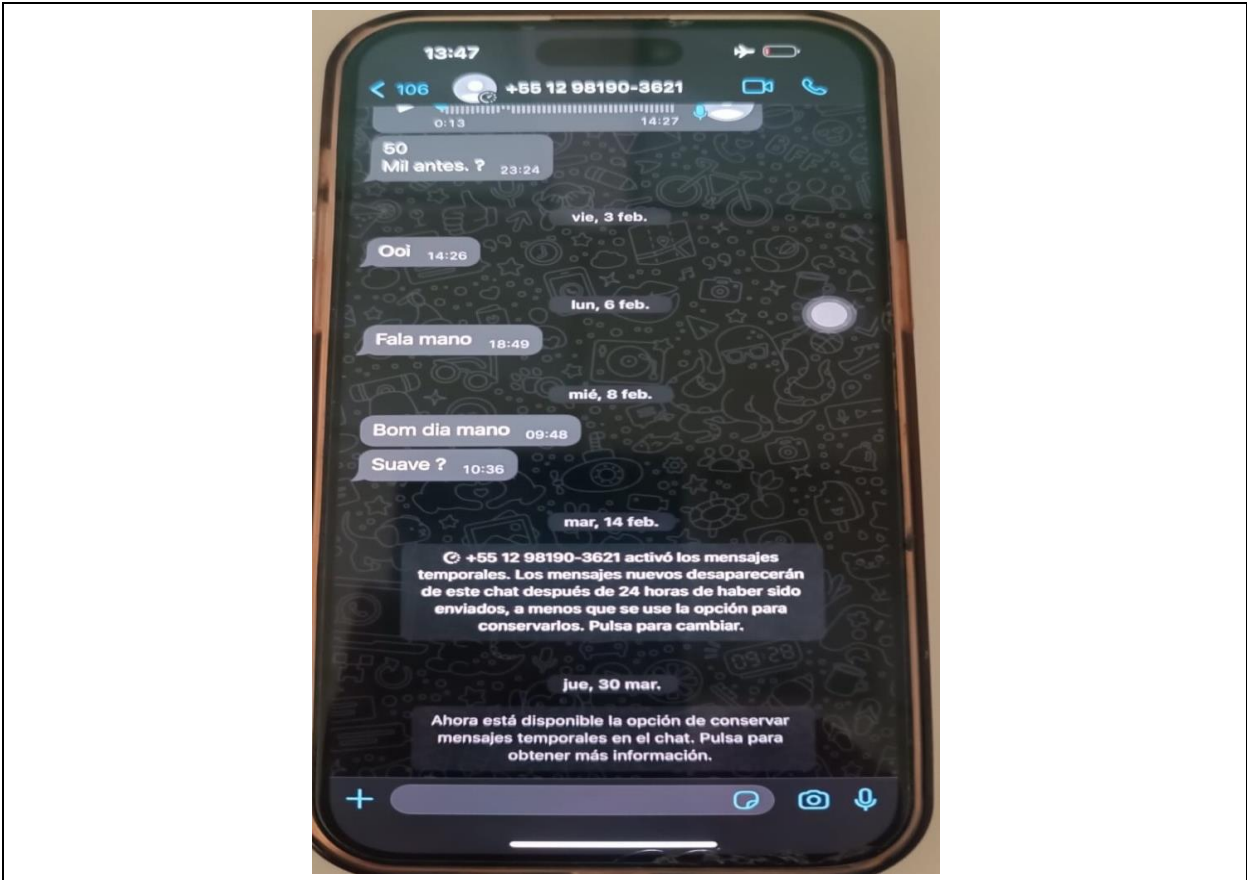 13:47
106
+55 12 98190-3621
0:13 14:27
50
Mil antes. ? 23:24
vie, 3 feb.
Ooi 14:26
lun, 6 feb.
Fala mano 18:49
mié, 8 feb.
Bom dia mano 09:48
Suave ? 10:36
mar, 14 feb.
+55 12 98190-3621 activó los mensajes
temporales. Los mensajes nuevos desaparecerán
de este chat después de 24 horas de haber sido
enviados, a menos que se use la opción para
conservarlos. Pulsa para cambiar.
jue, 30 mar.
Ahora está disponible la opción de conservar
mensajes temporales en el chat. Pulsa para
obtener más información.